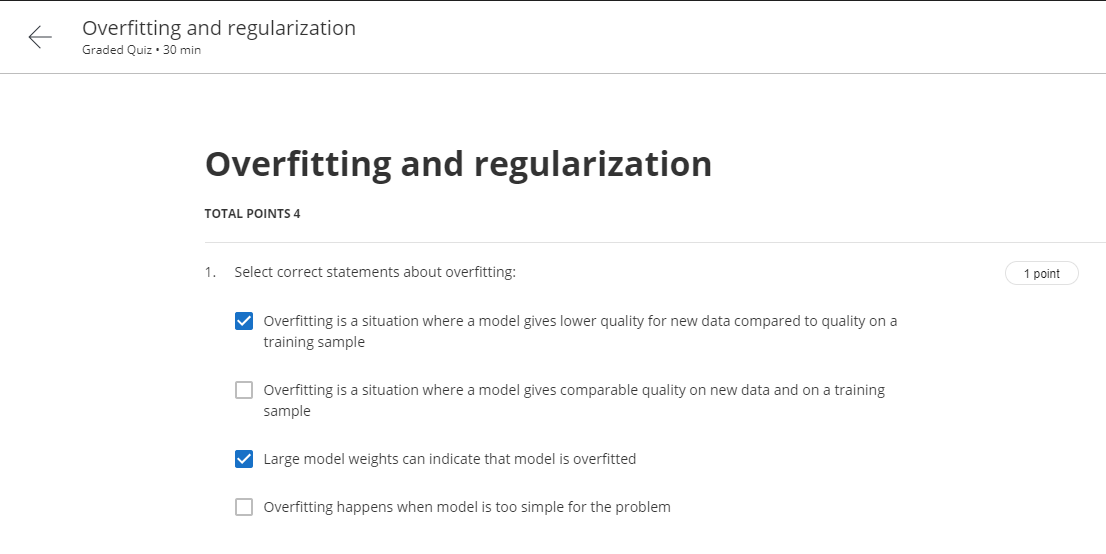 Overfitting and regularization
Graded Quiz • 30 min
Overfitting and regularization
TOTAL POINTS 4
1. Select correct statements about overfitting:
1 point
Overfitting is a situation where a model gives lower quality for new data compared to quality on a
training sample
Overfitting is a situation where a model gives comparable quality on new data and on a training
sample
Large model weights can indicate that model is overfitted
Overfitting happens when model is too simple for the problem